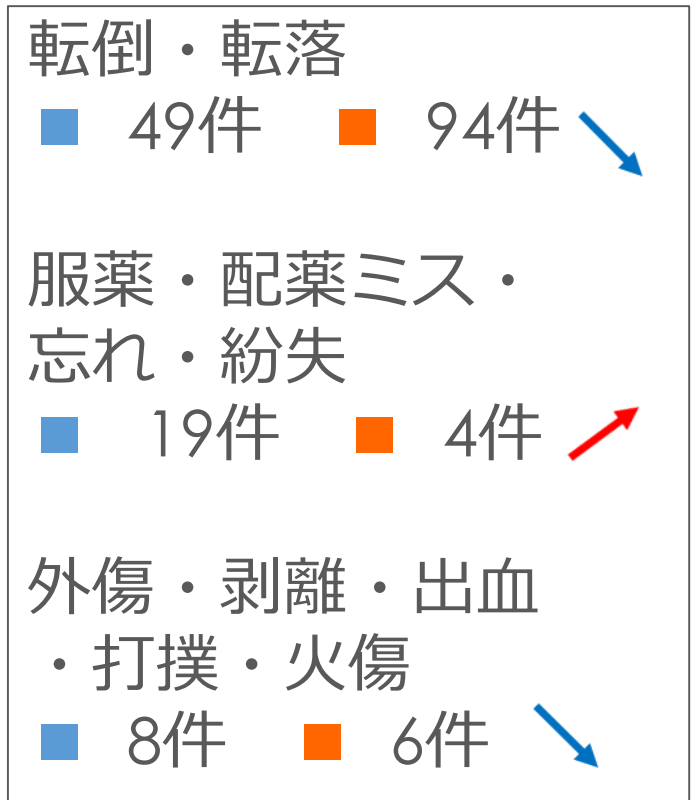 転倒・転落
49件 94件
服薬・配薬ミス・
忘れ・紛失
19件 4件
外傷・剥離・出血
・打撲・火傷
8件 6件